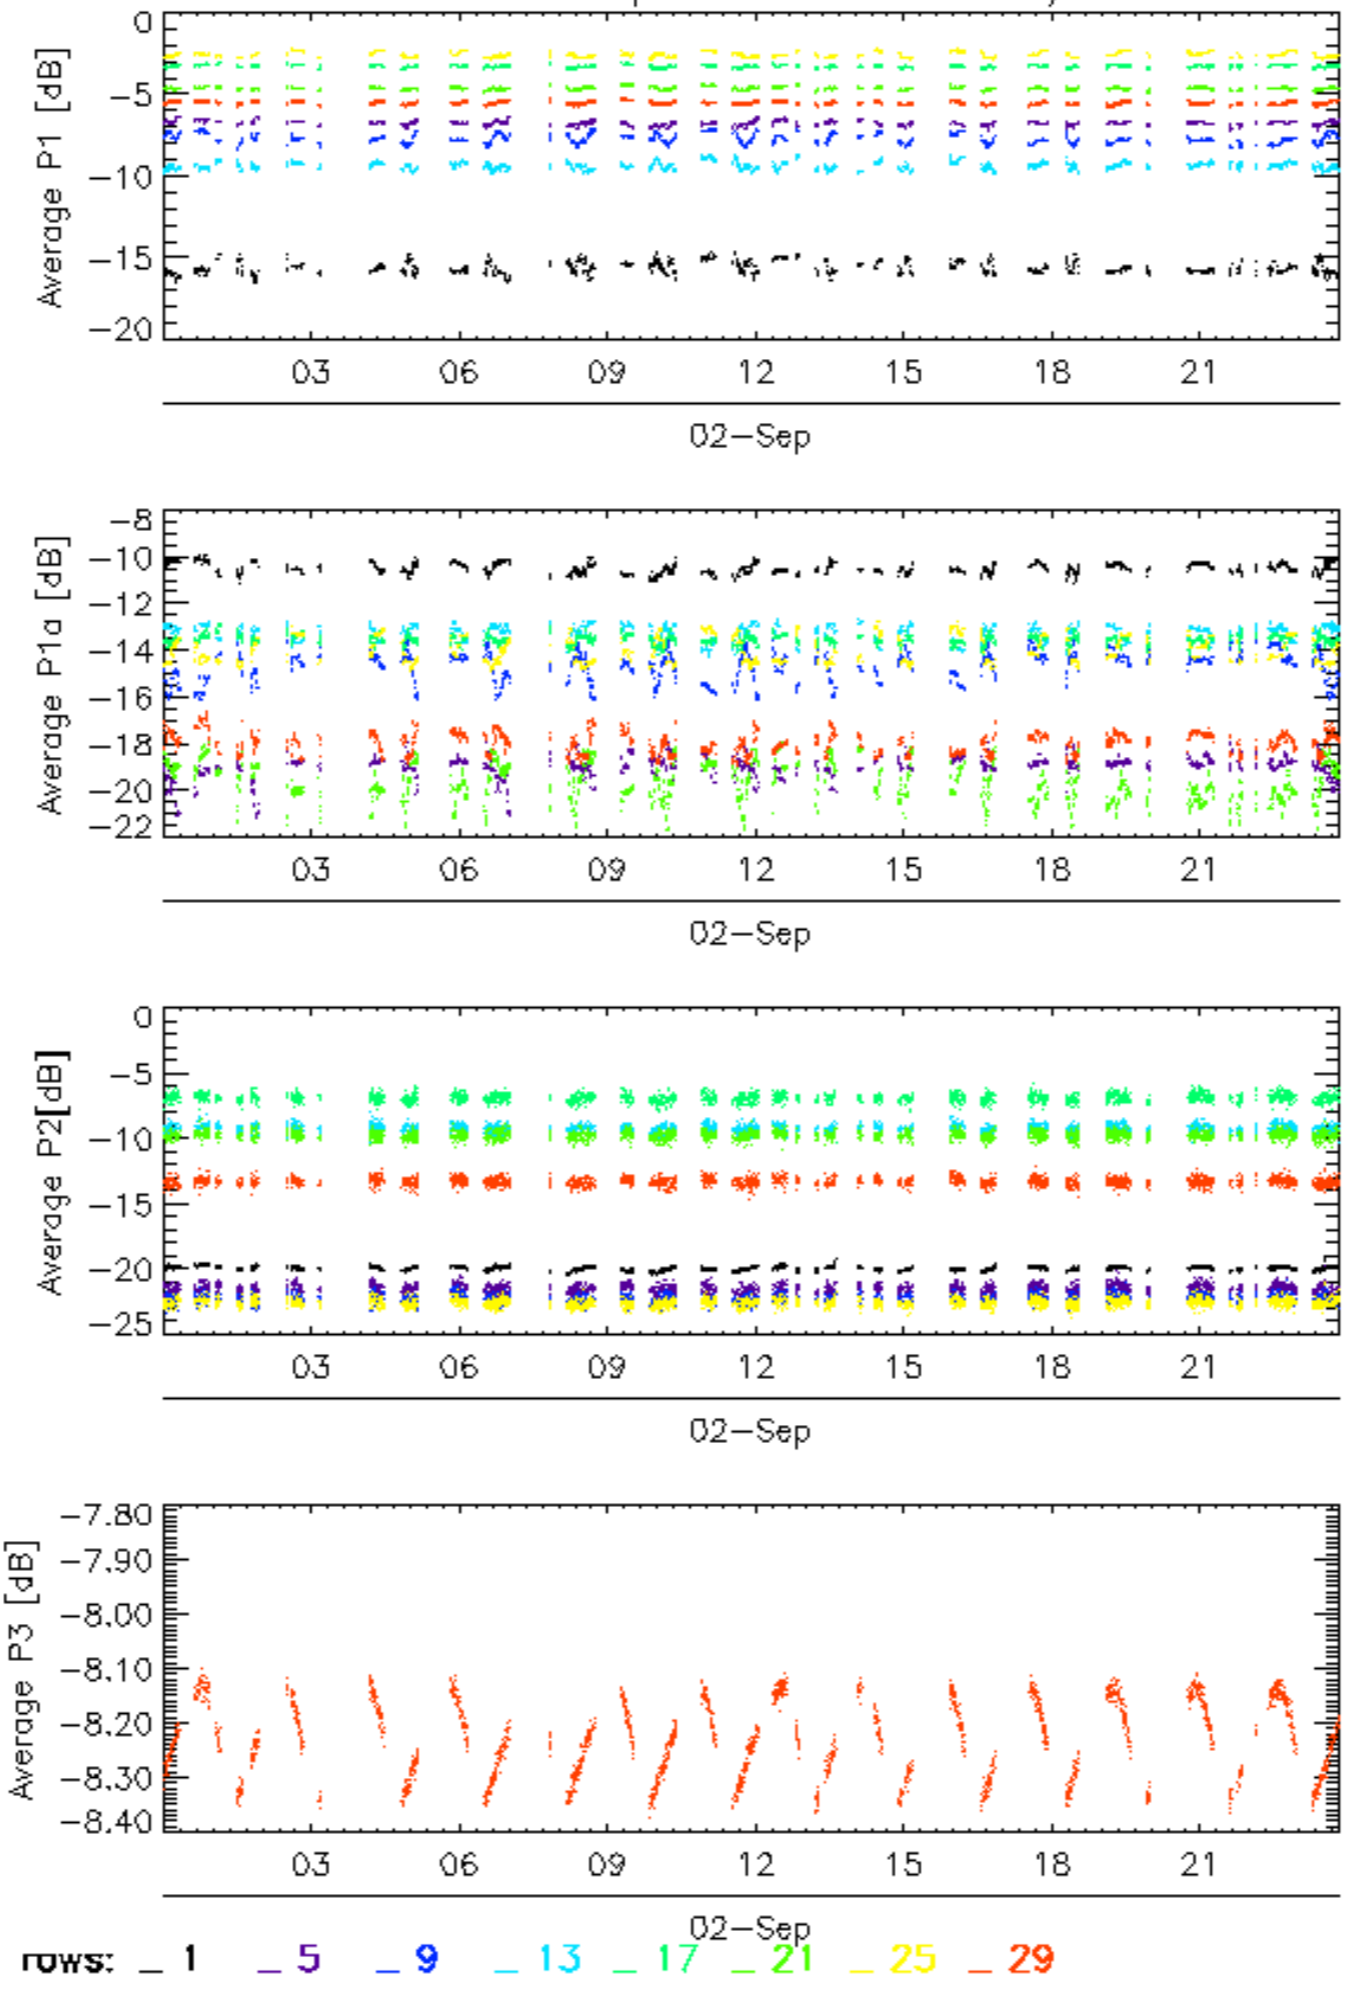 0
−5
−10
−15
−20
Average P1 [dB]
03 06 09 12 15 18 21
02−Sep
−8
−10
−12
−14
−16
−18
−20
−22
Average P1a [dB]
03 06 09 12 15 18 21
02−Sep
0
−5
−10
−15
−20
−25
Average P2[dB]
03 06 09 12 15 18 21
02−Sep
−7.80
−7.90
−8.00
−8.10
−8.20
−8.30
−8.40
Average P3 [dB]
03 06 09 12 15 18 21
02−Sep
rows: _ 1 _ 5 _ 9 _ 13 _ 17 _ 21 _ 25 _ 29